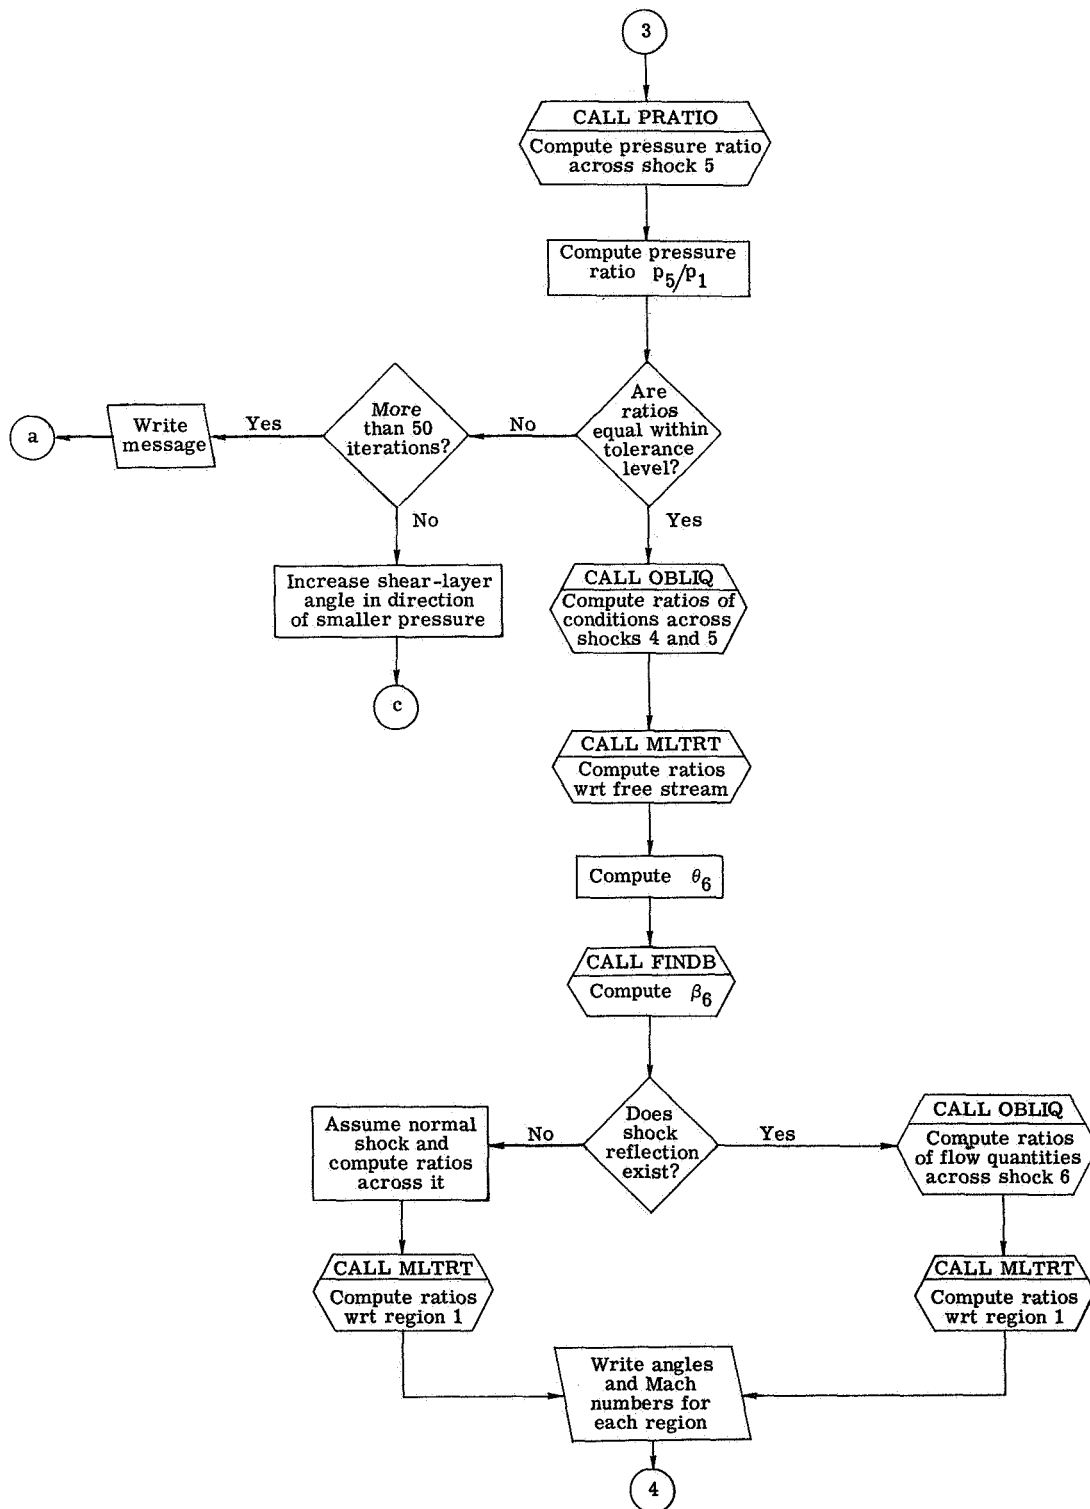 3
CALL PRATIO
Compute pressure ratio
across shock 5
Compute pressure
ratio p5/p1
Are
ratios
equal within
tolerance
level?
No
More
than 50
iterations?
Yes
Write
message
a
No
Increase shear-layer
angle in direction
of smaller pressure
c
Yes
CALL OBLIQ
Compute ratios of
conditions across
shocks 4 and 5
CALL MLTRT
Compute ratios
wrt free stream
Compute θ6
CALL FINDB
Compute β6
Does
shock
reflection
exist?
No
Assume normal
shock and
compute ratios
across it
CALL MLTRT
Compute ratios
wrt region 1
Yes
CALL OBLIQ
Compute ratios
of flow quantities
across shock 6
CALL MLTRT
Compute ratios
wrt region 1
Write angles
and Mach
numbers for
each region
4